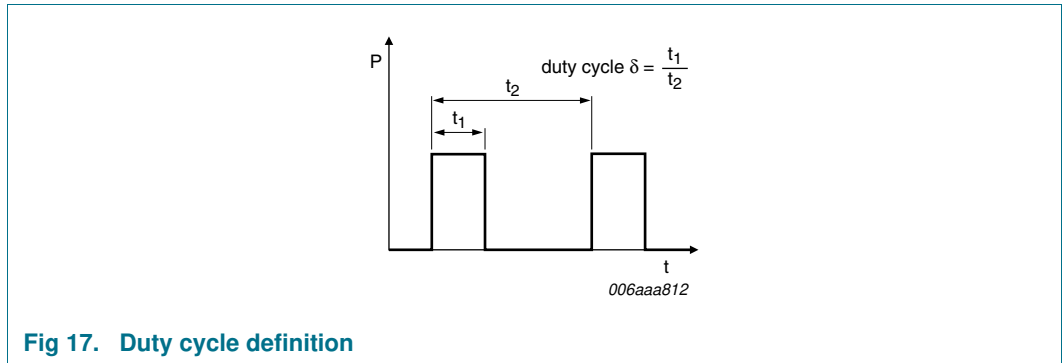 P
duty cycle δ = t1
t2
t2
t1
t
006aaa812
Fig 17. Duty cycle definition